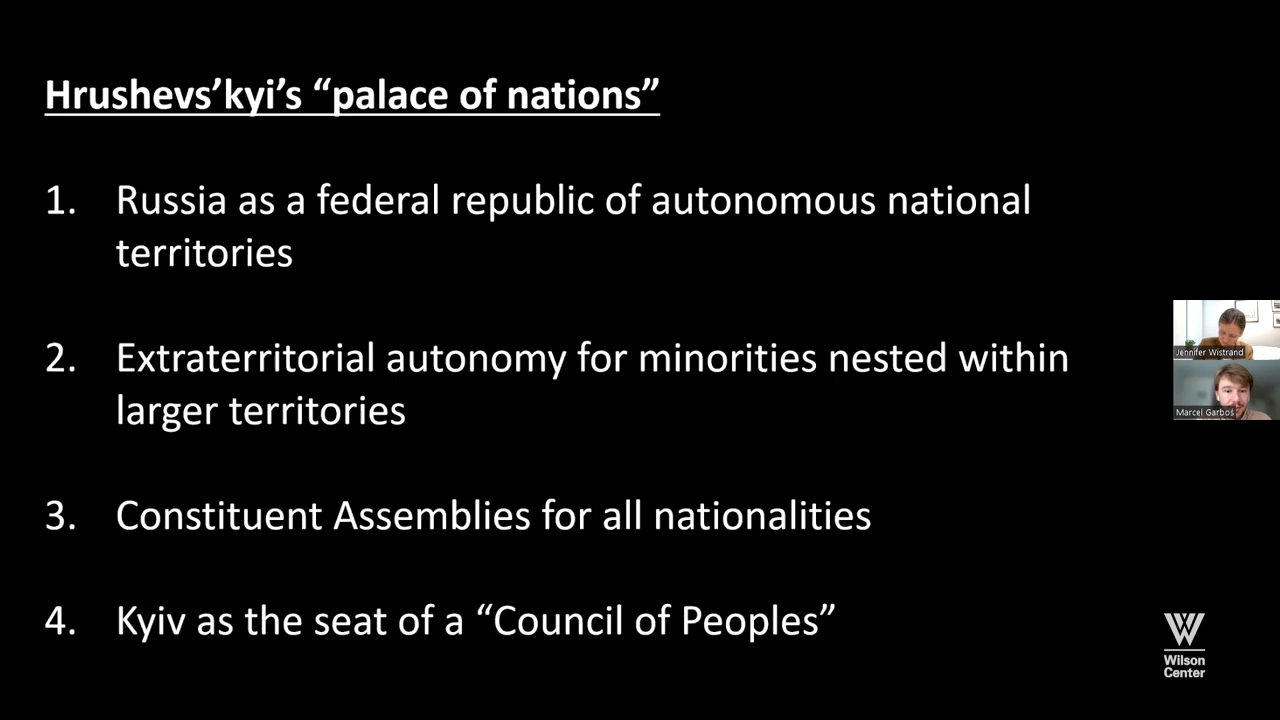 Hrushevs’kyi’s “palace of nations”
1. Russia as a federal republic of autonomous national
territories
2. Extraterritorial autonomy for minorities nested within
larger territories
3. Constituent Assemblies for all nationalities
4. Kyiv as the seat of a “Council of Peoples”
Jennifer Wistrand
Marcel Garboś
Wilson
Center